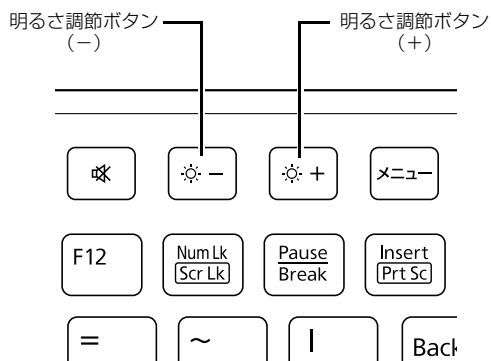 明るさ調節ボタン
（－）
明るさ調節ボタン
（＋）
－
＋
メニュー
F12
Num Lk
Scr Lk
Pause
Break
Insert
Prt Sc
=
~
|
Back